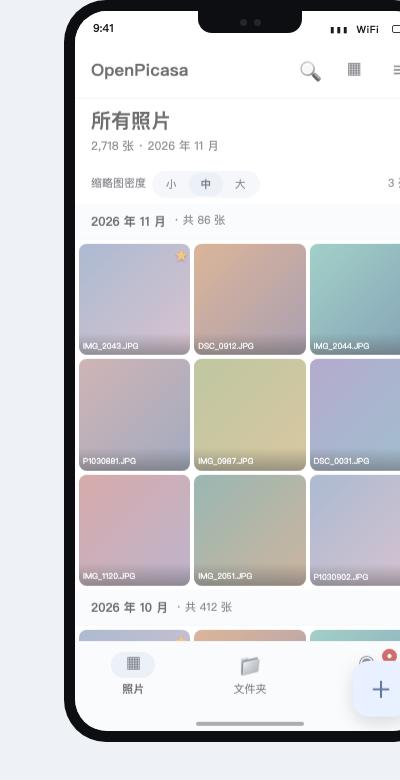 9:41 WiFi
OpenPicasa
所有照片
2,718 张 · 2026 年 11 月
缩略图密度 小 中 大 3
2026 年 11 月 · 共 86 张
IMG_2043.JPG DSC_0912.JPG IMG_2044.JPG
P1030881.JPG IMG_0987.JPG DSC_0031.JPG
IMG_1120.JPG IMG_2051.JPG P1030902.JPG
2026 年 10 月 · 共 412 张
照片 文件夹